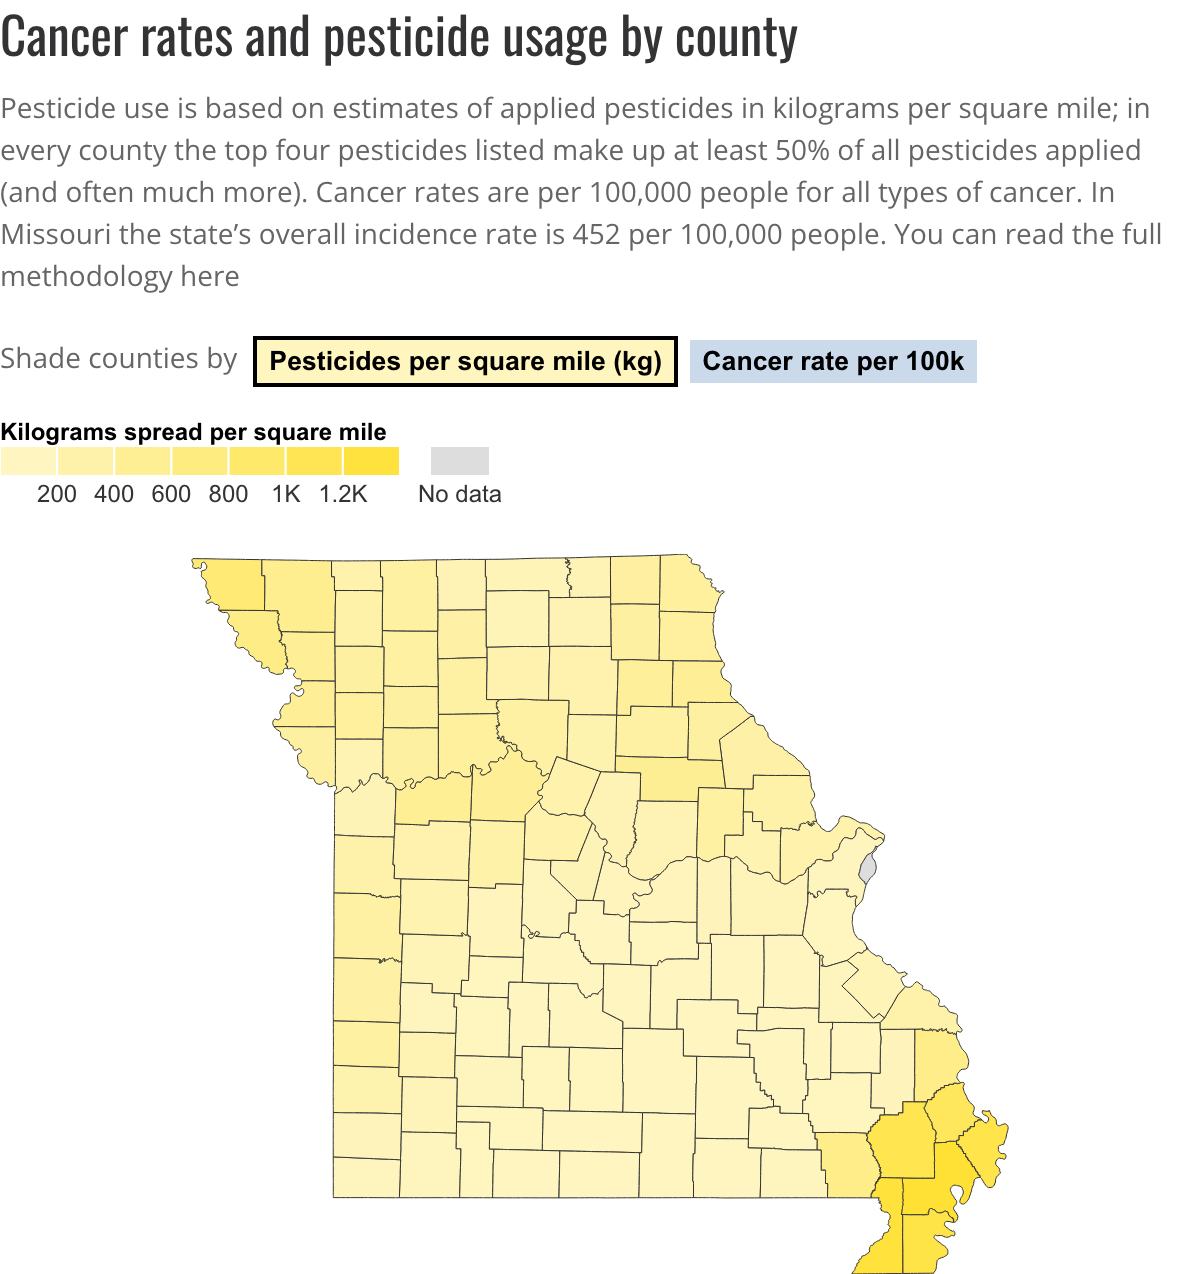 Cancer rates and pesticide usage by county
Pesticide use is based on estimates of applied pesticides in kilograms per square mile; in
every county the top four pesticides listed make up at least 50% of all pesticides applied
(and often much more). Cancer rates are per 100,000 people for all types of cancer. In
Missouri the state’s overall incidence rate is 452 per 100,000 people. You can read the full
methodology here
Shade counties by Pesticides per square mile (kg) Cancer rate per 100k
Kilograms spread per square mile
200 400 600 800 1K 1.2K No data